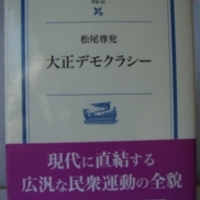 松尾尊兊
大正デモクラシー
現代に直結する
広汎な民衆運動の全貌